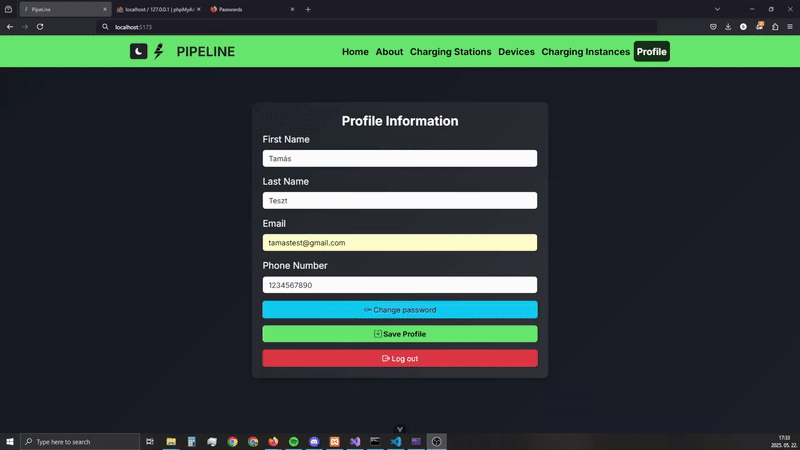 PipeLine
localhost / 127.0.0.1 | phpMyAd
Passwords
localhost:5173
PIPELINE
Home About Charging Stations Devices Charging Instances Profile
Profile Information
First Name
Tamás
Last Name
Teszt
Email
tamastest@gmail.com
Phone Number
1234567890
Change password
Save Profile
Log out
Type here to search
17:33
2025. 05. 22.